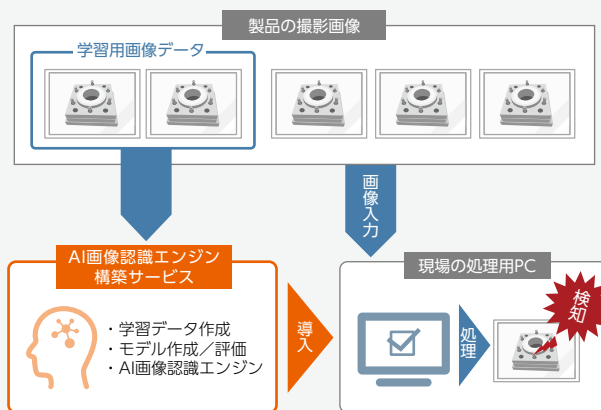 製品の撮影画像
学習用画像データ
画像入力
AI画像認識エンジン
構築サービス
・学習データ作成
・モデル作成／評価
・AI画像認識エンジン
導入
現場の処理用PC
処理
検知